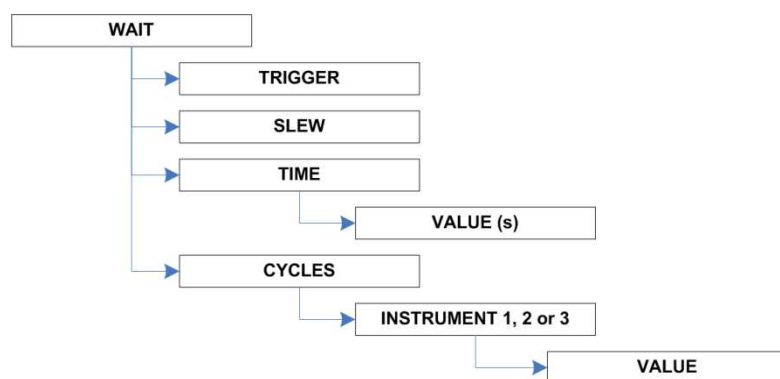 WAIT
TRIGGER
SLEW
TIME
VALUE (s)
CYCLES
INSTRUMENT 1, 2 or 3
VALUE